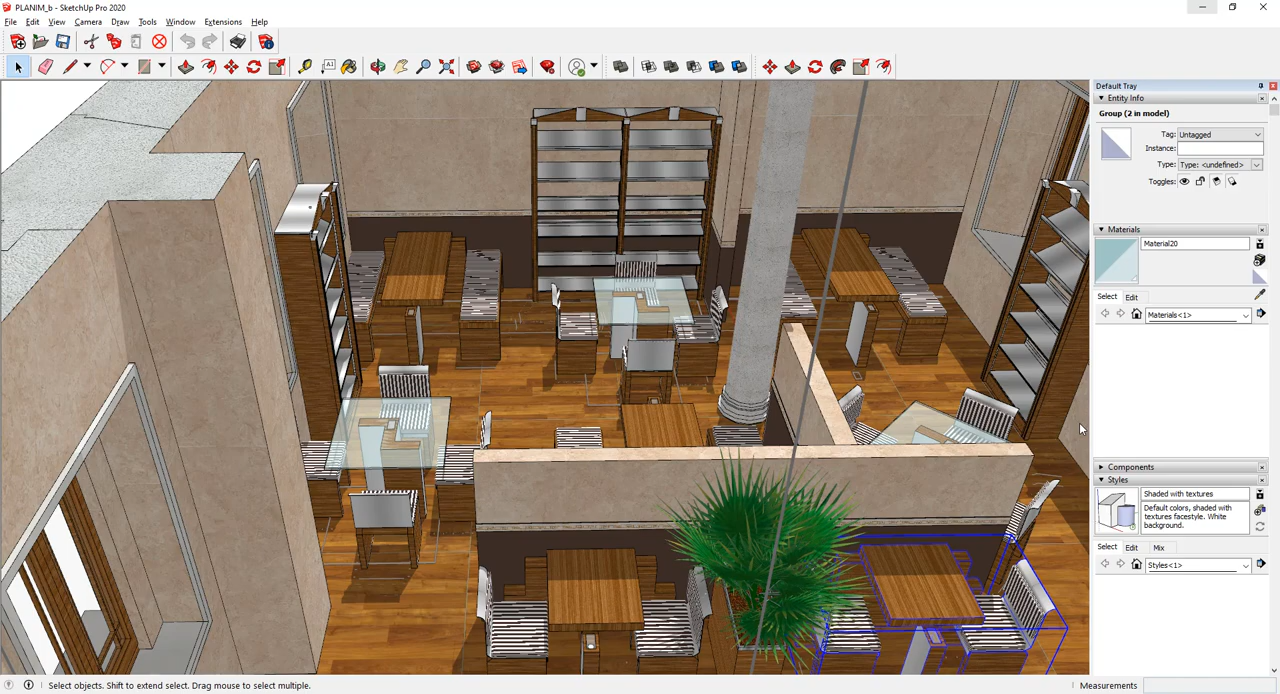 PLANIM_b - SketchUp Pro 2020
File Edit View Camera Draw Tools Window Extensions Help
Default Tray
Entity Info
Group (2 in model)
Tag: Untagged
Instance:
Type: Type: <undefined>
Toggles:
Materials
Material20
Select Edit
Materials<1>
Components
Styles
Shaded with textures
Default colors, shaded with
textures facestyle. White
background.
Select Edit Mix
Styles<1>
Select objects. Shift to extend select. Drag mouse to select multiple.
Measurements